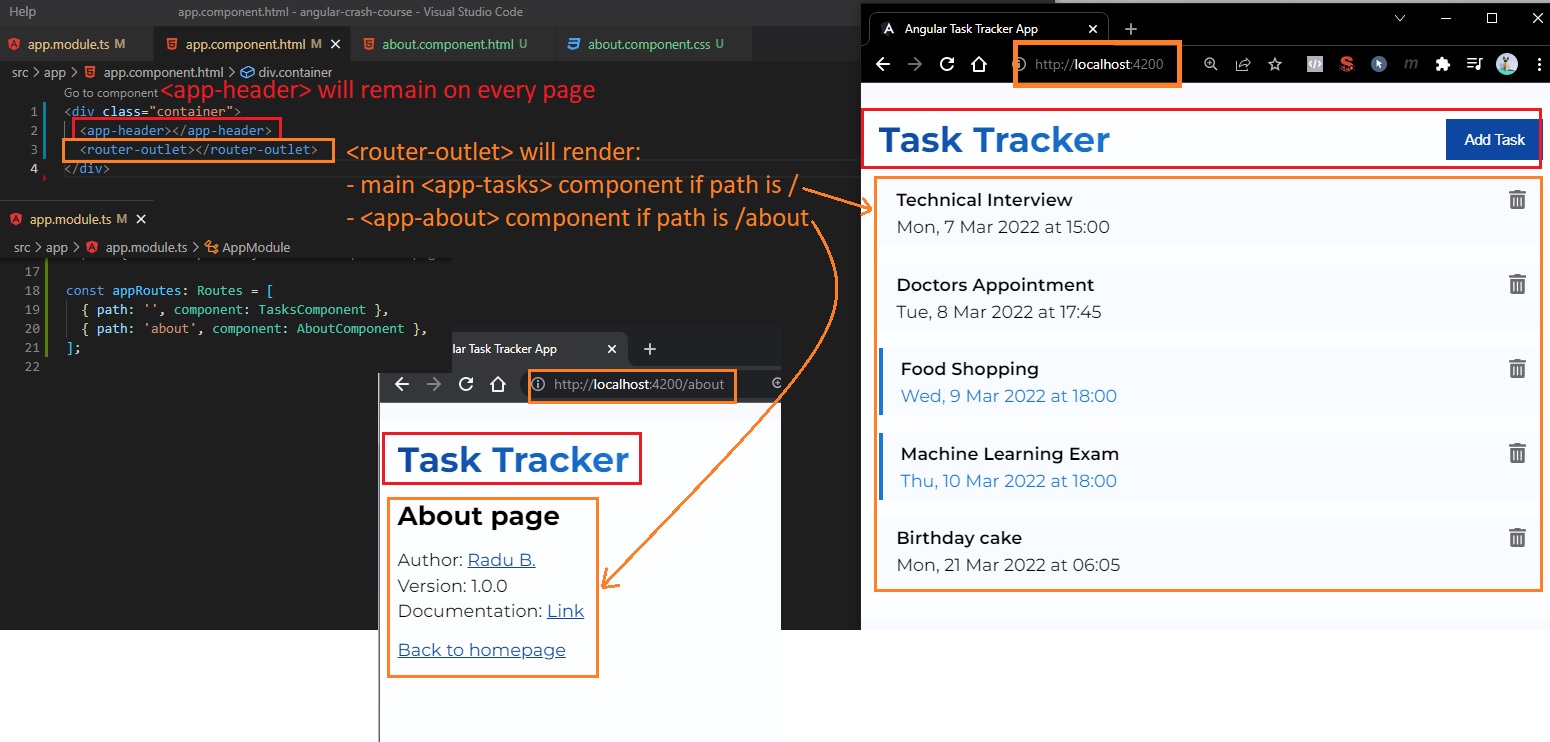 Help
app.component.html - angular-crash-course - Visual Studio Code
app.module.ts M
app.component.html M
about.component.html U
about.component.css U
src > app > app.component.html > div.container
Go to component
<app-header> will remain on every page
1 <div class="container">
2 <app-header></app-header>
3 <router-outlet></router-outlet>
4 </div>
<router-outlet> will render:
- main <app-tasks> component if path is /
- <app-about> component if path is /about
app.module.ts M
src > app > app.module.ts > AppModule
17
18 const appRoutes: Routes = [
19 { path: '', component: TasksComponent },
20 { path: 'about', component: AboutComponent },
21 ];
22
lar Task Tracker App
http://localhost:4200/about
Task Tracker
About page
Author: Radu B.
Version: 1.0.0
Documentation: Link
Back to homepage
Angular Task Tracker App
http://localhost:4200
Task Tracker
Add Task
Technical Interview
Mon, 7 Mar 2022 at 15:00
Doctors Appointment
Tue, 8 Mar 2022 at 17:45
Food Shopping
Wed, 9 Mar 2022 at 18:00
Machine Learning Exam
Thu, 10 Mar 2022 at 18:00
Birthday cake
Mon, 21 Mar 2022 at 06:05